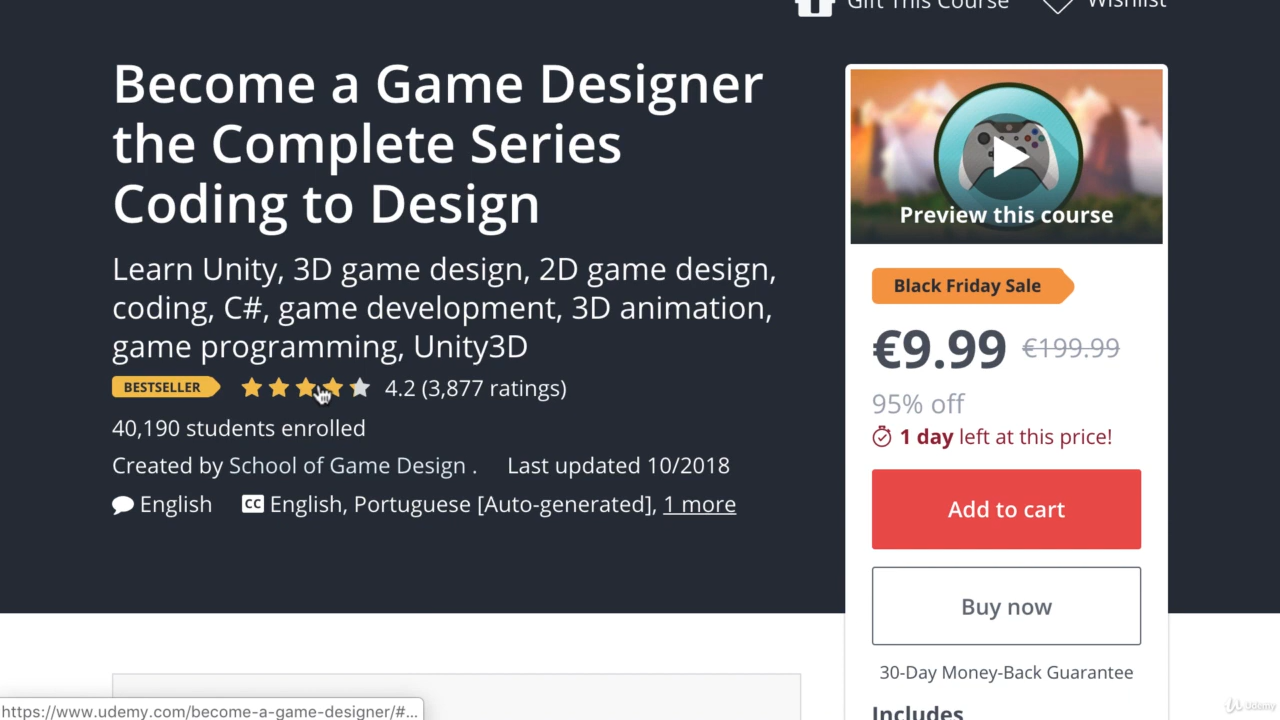 Gift This Course
Wishlist
Become a Game Designer
the Complete Series
Coding to Design
Learn Unity, 3D game design, 2D game design,
coding, C#, game development, 3D animation,
game programming, Unity3D
BESTSELLER 4.2 (3,877 ratings)
40,190 students enrolled
Created by School of Game Design . Last updated 10/2018
English CC English, Portuguese [Auto-generated], 1 more
Preview this course
Black Friday Sale
€9.99 €199.99
95% off
1 day left at this price!
Add to cart
Buy now
30-Day Money-Back Guarantee
Includes
https://www.udemy.com/become-a-game-designer/#...
Udemy